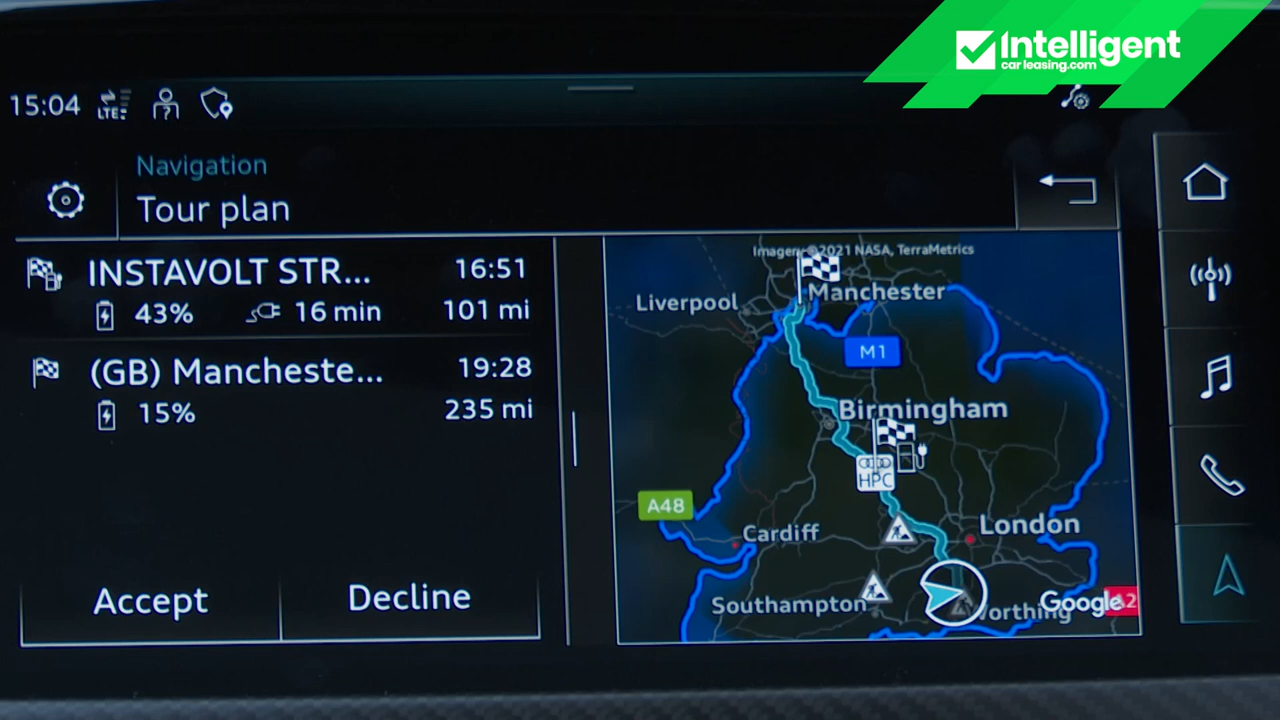 Intelligent
carleasing.com
15:04
LTE
?
Navigation
Tour plan
INSTAVOLT STR...
16:51
43%
16 min
101 mi
(GB) Mancheste...
19:28
15%
235 mi
Accept
Decline
Imagery ©2021 NASA, TerraMetrics
Manchester
Liverpool
M1
Birmingham
HPC
A48
Cardiff
London
Southampton
Worthing
Google
A2